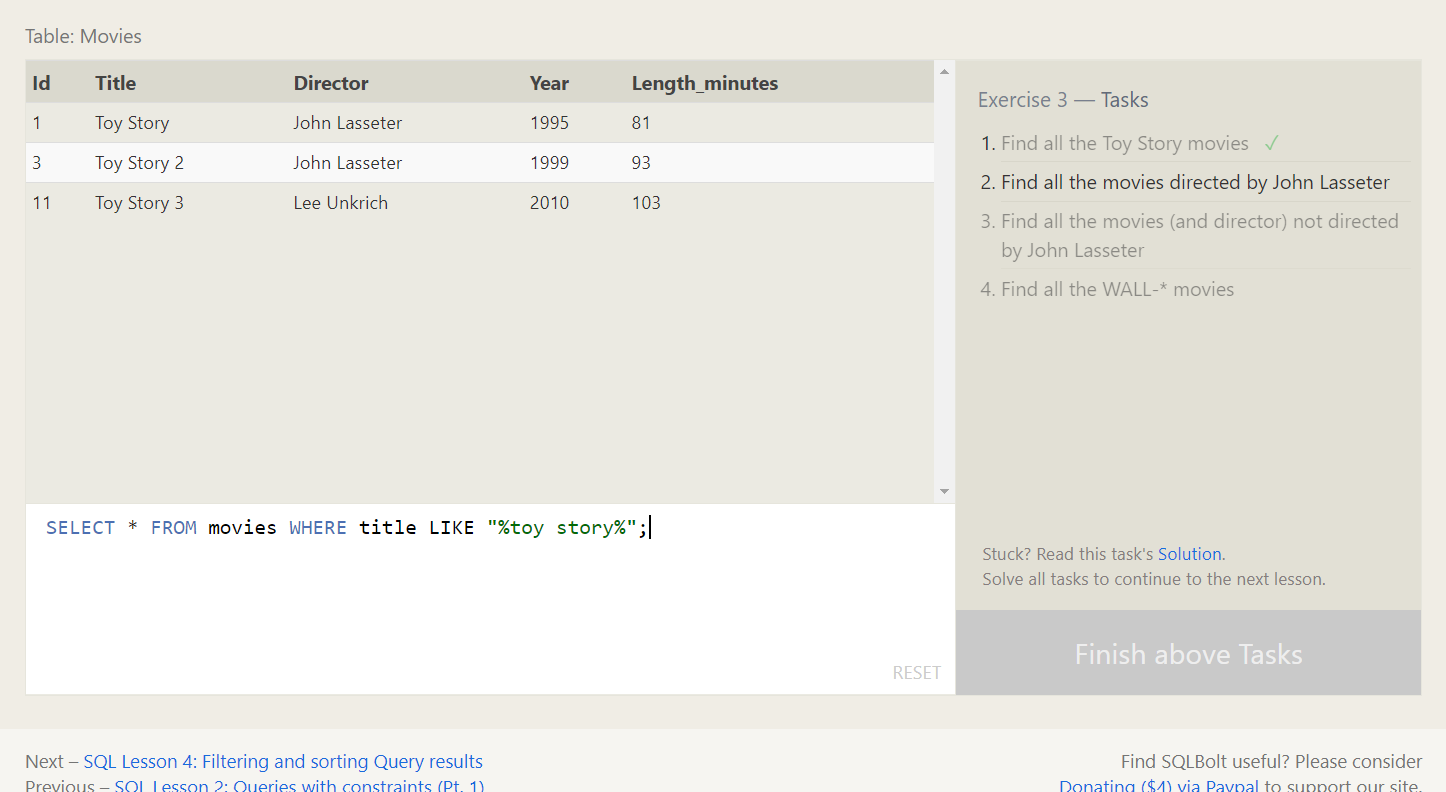 Table: Movies
Id Title Director Year Length_minutes
1 Toy Story John Lasseter 1995 81
3 Toy Story 2 John Lasseter 1999 93
11 Toy Story 3 Lee Unkrich 2010 103
SELECT * FROM movies WHERE title LIKE "%toy story%";
RESET
Exercise 3 — Tasks
1. Find all the Toy Story movies ✓
2. Find all the movies directed by John Lasseter
3. Find all the movies (and director) not directed
by John Lasseter
4. Find all the WALL-* movies
Stuck? Read this task's Solution.
Solve all tasks to continue to the next lesson.
Finish above Tasks
Next – SQL Lesson 4: Filtering and sorting Query results
Previous – SQL Lesson 2: Queries with constraints (Pt. 1)
Find SQLBolt useful? Please consider
Donating ($4) via Paypal to support our site.